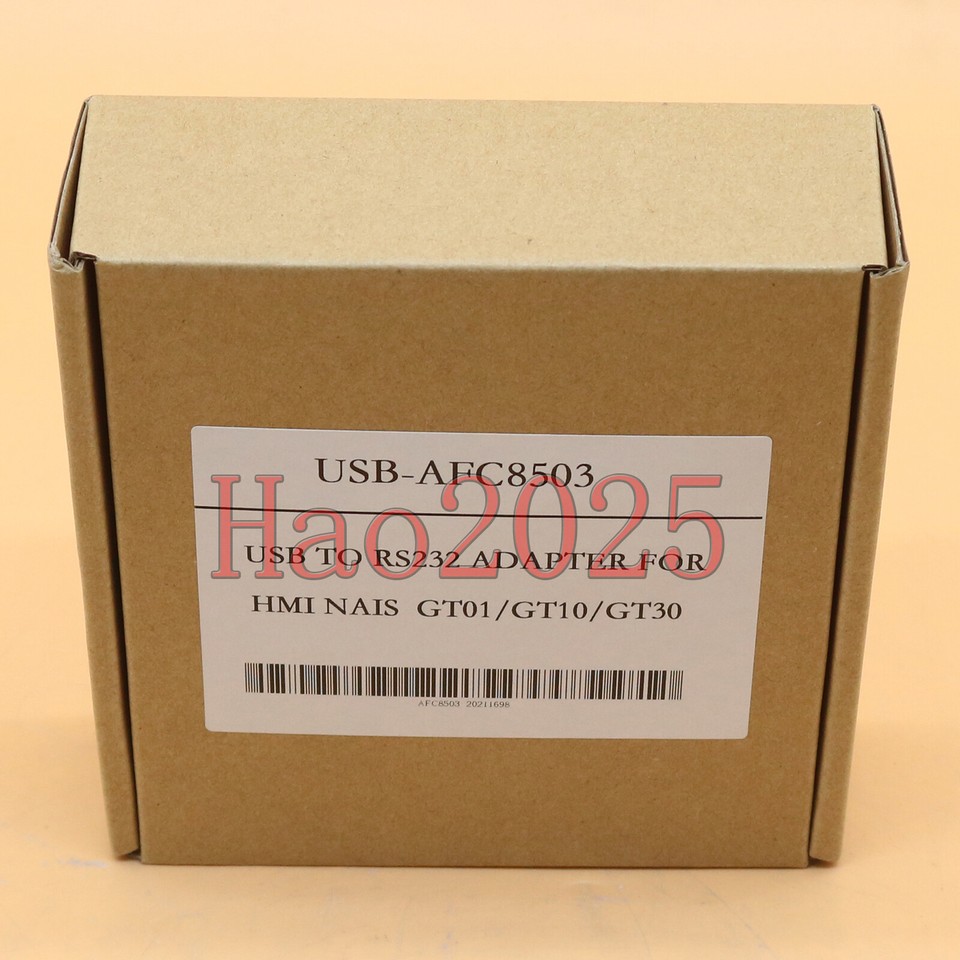 USB-AFC8503
Hao2025
USB TO RS232 ADAPTER FOR
HMI NAIS GT01/GT10/GT30
AFC8503 20211698